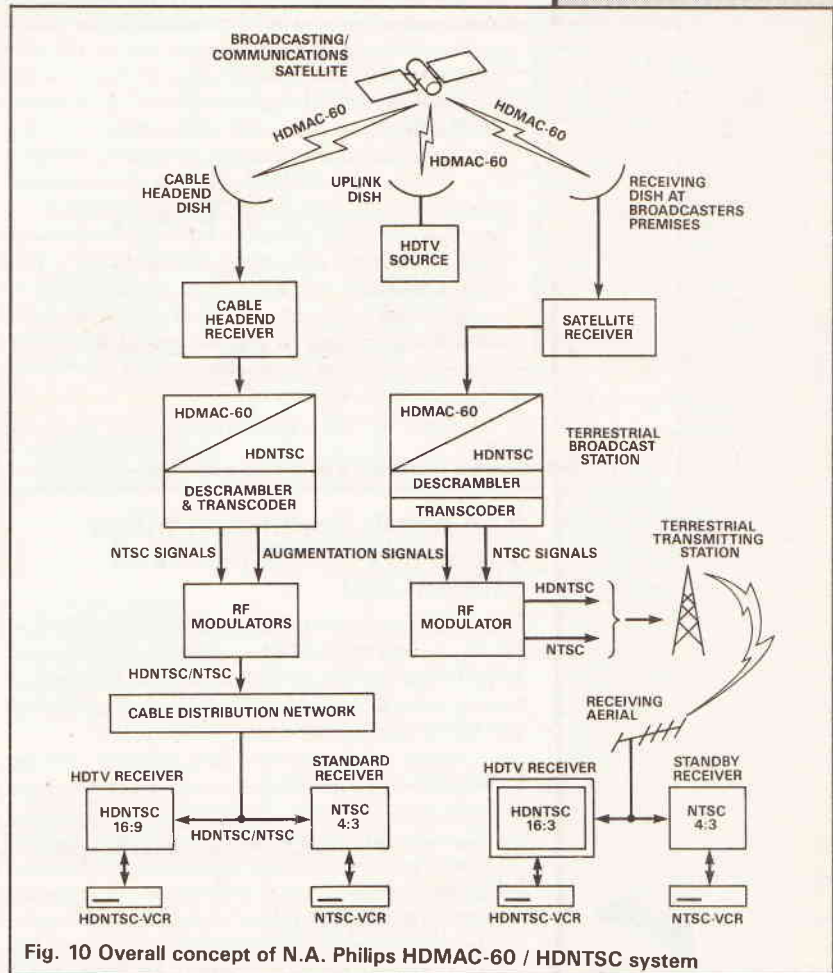 BROADCASTING/
COMMUNICATIONS
SATELLITE
HDMAC-60
HDMAC-60
HDMAC-60
CABLE
HEADEND
DISH
UPLINK
DISH
RECEIVING
DISH AT
BROADCASTERS
PREMISES
HDTV
SOURCE
CABLE
HEADEND
RECEIVER
SATELLITE
RECEIVER
HDMAC-60
HDNTSC
DESCRAMBLER
& TRANSCODER
HDMAC-60
HDNTSC
DESCRAMBLER
TRANSCODER
TERRESTRIAL
BROADCAST
STATION
NTSC SIGNALS
AUGMENTATION SIGNALS
NTSC SIGNALS
TERRESTRIAL
TRANSMITTING
STATION
RF
MODULATORS
RF
MODULATOR
HDNTSC
NTSC
HDNTSC/NTSC
CABLE DISTRIBUTION NETWORK
RECEIVING
AERIAL
HDTV RECEIVER
STANDARD
RECEIVER
HDTV RECEIVER
STANDBY
RECEIVER
HDNTSC
16:9
HDNTSC/NTSC
NTSC
4:3
HDNTSC
16:3
NTSC
4:3
HDNTSC-VCR
NTSC-VCR
HDNTSC-VCR
NTSC-VCR
Fig. 10 Overall concept of N.A. Philips HDMAC-60 / HDNTSC system